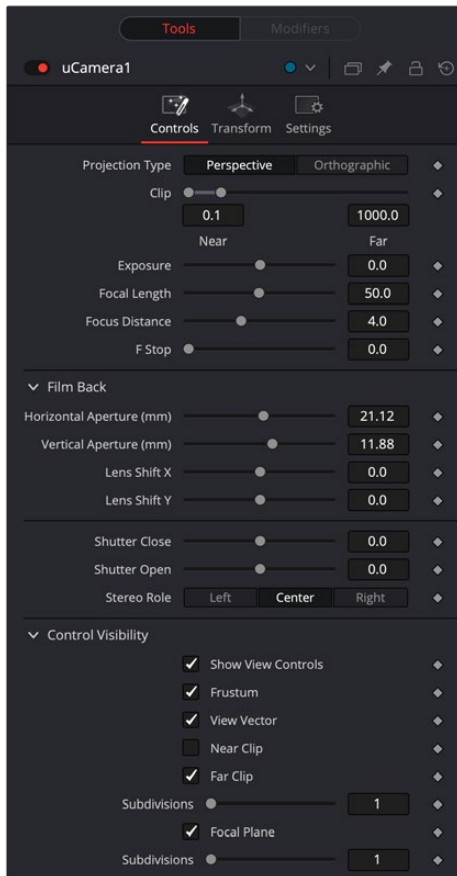 Tools Modifiers
uCamera1
Controls Transform Settings
Projection Type Perspective Orthographic
Clip
0.1 1000.0
Near Far
Exposure 0.0
Focal Length 50.0
Focus Distance 4.0
F Stop 0.0
Film Back
Horizontal Aperture (mm) 21.12
Vertical Aperture (mm) 11.88
Lens Shift X 0.0
Lens Shift Y 0.0
Shutter Close 0.0
Shutter Open 0.0
Stereo Role Left Center Right
Control Visibility
Show View Controls
Frustum
View Vector
Near Clip
Far Clip
Subdivisions 1
Focal Plane
Subdivisions 1